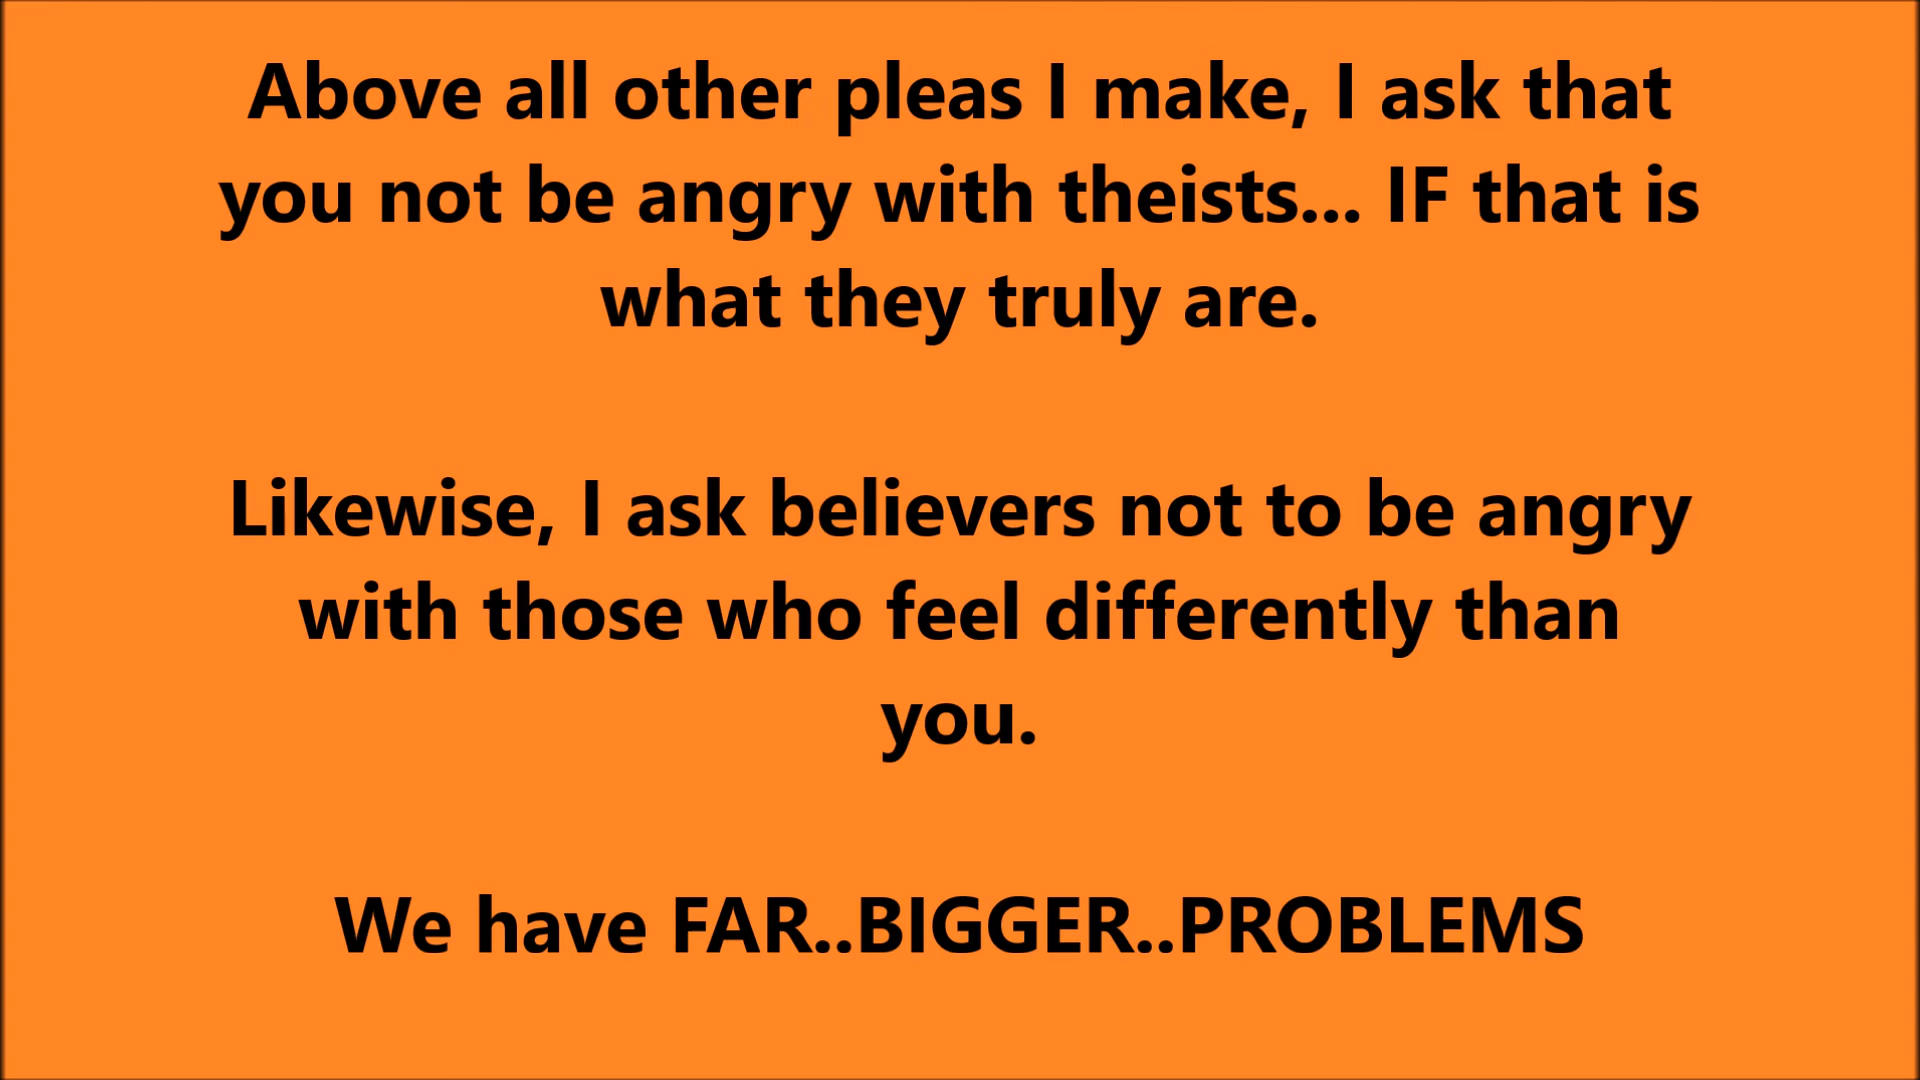 Above all other pleas I make, I ask that
you not be angry with theists... IF that is
what they truly are.
Likewise, I ask believers not to be angry
with those who feel differently than
you.
We have FAR..BIGGER..PROBLEMS